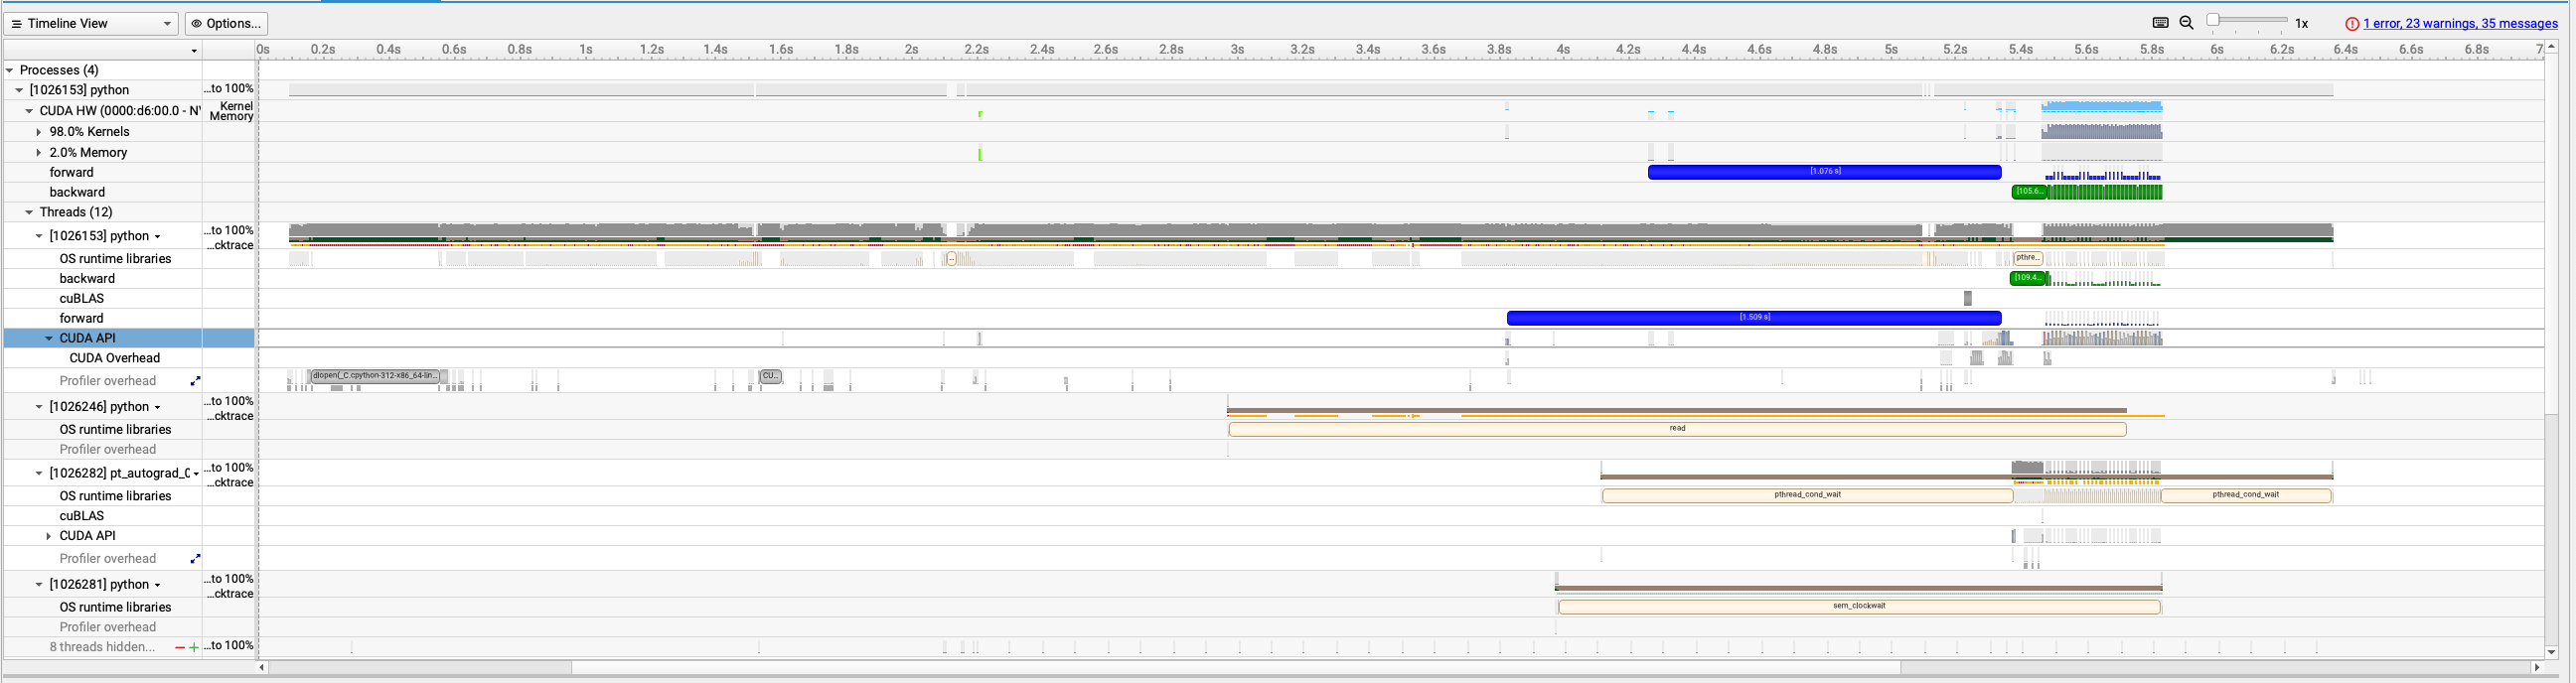 Timeline View Options... 1x 1 error, 23 warnings, 35 messages
0s 0.2s 0.4s 0.6s 0.8s 1s 1.2s 1.4s 1.6s 1.8s 2s 2.2s 2.4s 2.6s 2.8s 3s 3.2s 3.4s 3.6s 3.8s 4s 4.2s 4.4s 4.6s 4.8s 5s 5.2s 5.4s 5.6s 5.8s 6s 6.2s 6.4s 6.6s 6.8s 7
Processes (4)
[1026153] python ...to 100%
CUDA HW (0000:d6:00.0 - N Kernel
Memory
98.0% Kernels
2.0% Memory
forward [1.076 s]
backward [105.6...
Threads (12)
[1026153] python ...to 100%
...cktrace
OS runtime libraries pthre...
backward [109.4...
cuBLAS
forward [1.509 s]
CUDA API
CUDA Overhead
Profiler overhead dlopen(_C.cpython-312-x86_64-lin... CU...
[1026246] python ...to 100%
...cktrace
OS runtime libraries read
Profiler overhead
[1026282] pt_autograd_0 ...to 100%
...cktrace
OS runtime libraries pthread_cond_wait pthread_cond_wait
cuBLAS
CUDA API
Profiler overhead
[1026281] python ...to 100%
...cktrace
OS runtime libraries sem_clockwait
Profiler overhead
8 threads hidden... ...to 100%